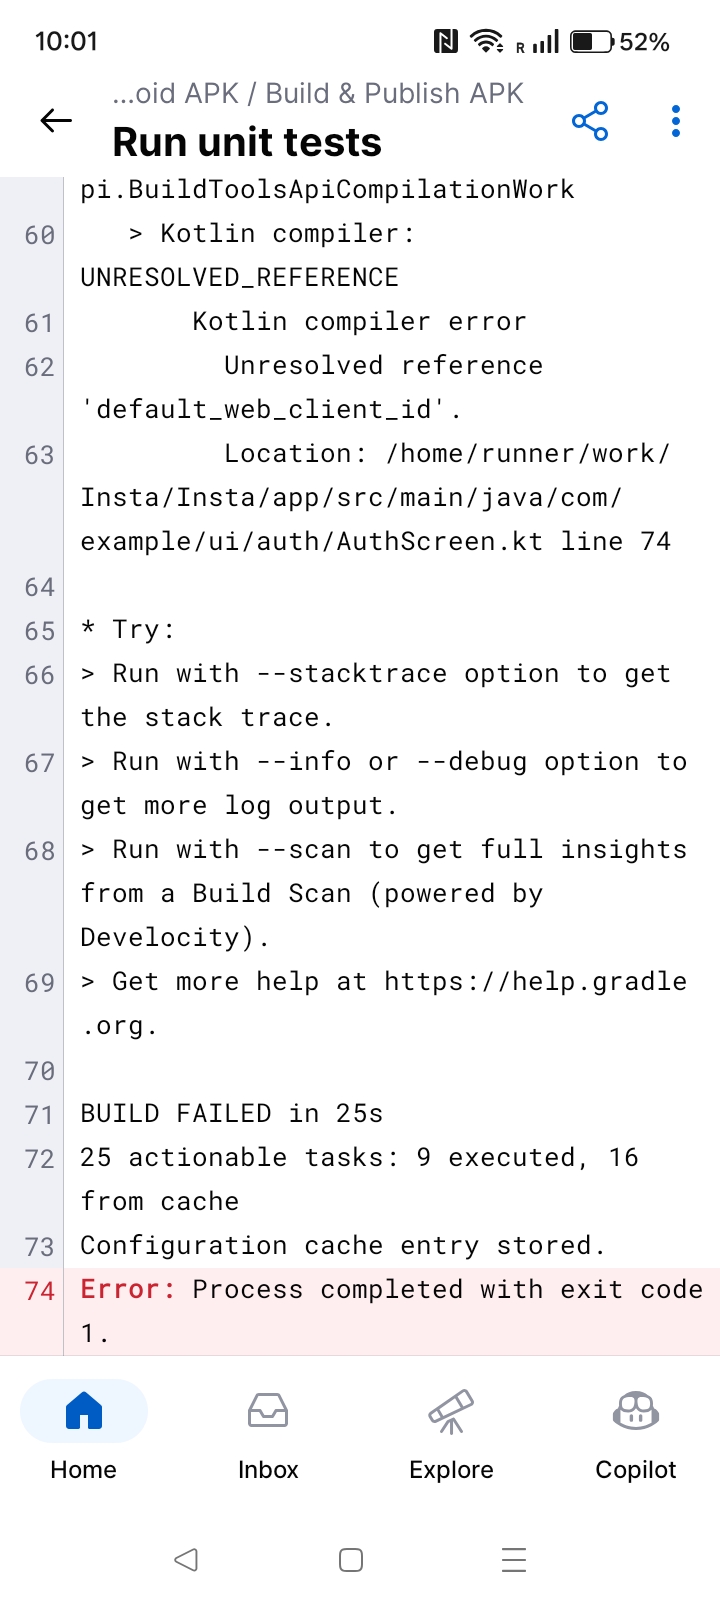 10:01
R
52%
...oid APK / Build & Publish APK
Run unit tests
pi.BuildToolsApiCompilationWork
60 > Kotlin compiler:
UNRESOLVED_REFERENCE
61 Kotlin compiler error
62 Unresolved reference
'default_web_client_id'.
63 Location: /home/runner/work/
Insta/Insta/app/src/main/java/com/
example/ui/auth/AuthScreen.kt line 74
64
65 * Try:
66 > Run with --stacktrace option to get
the stack trace.
67 > Run with --info or --debug option to
get more log output.
68 > Run with --scan to get full insights
from a Build Scan (powered by
Develocity).
69 > Get more help at https://help.gradle
.org.
70
71 BUILD FAILED in 25s
72 25 actionable tasks: 9 executed, 16
from cache
73 Configuration cache entry stored.
74 Error: Process completed with exit code
1.
Home
Inbox
Explore
Copilot